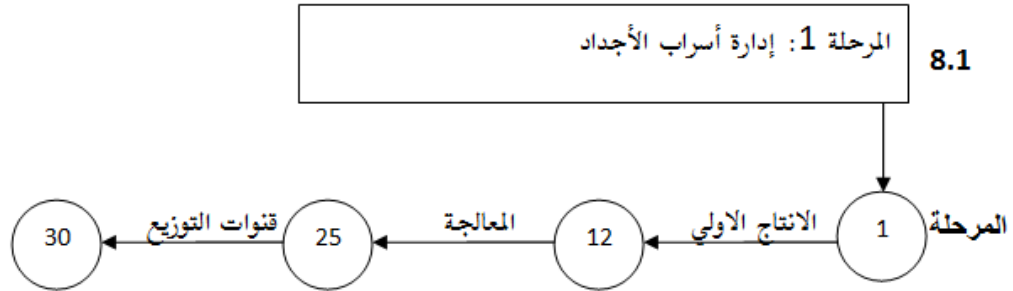 8.1
المرحلة 1: إدارة أسراب الأجداد
المرحلة
1
الانتاج الاولي
12
المعالجة
25
قنوات التوزيع
30